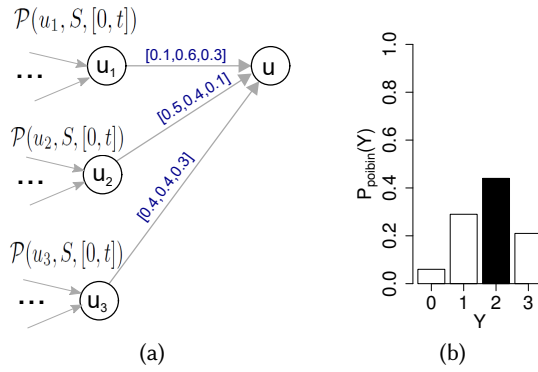 𝒫(u₁, S, [0, t])
... u₁ [0.1,0.6,0.3] u
𝒫(u₂, S, [0, t])
... u₂ [0.5,0.4,0.1]
𝒫(u₃, S, [0, t])
... u₃ [0.4,0.4,0.3]
(a)
P_poibin(Y)
1.0
0.8
0.6
0.4
0.2
0.0
0 1 2 3
Y
(b)